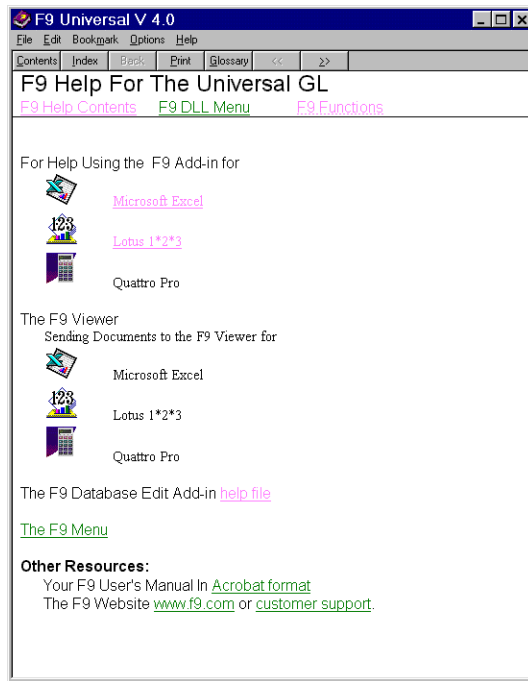 F9 Universal V 4.0
File Edit Bookmark Options Help
Contents Index Back Print Glossary << >>
F9 Help For The Universal GL
F9 Help Contents F9 DLL Menu F9 Functions
For Help Using the F9 Add-in for
Microsoft Excel
123
Lotus 1*2*3
Quattro Pro
The F9 Viewer
Sending Documents to the F9 Viewer for
Microsoft Excel
123
Lotus 1*2*3
Quattro Pro
The F9 Database Edit Add-in help file
The F9 Menu
Other Resources:
Your F9 User's Manual In Acrobat format
The F9 Website www.f9.com or customer support.